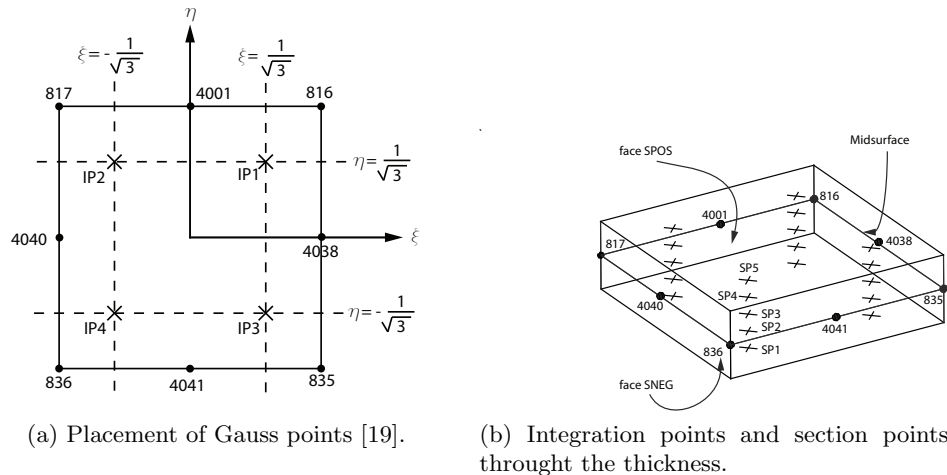 η
ξ = - 1/√3
ξ = 1/√3
817
4001
816
η = 1/√3
IP2
IP1
4040
4038
ξ
IP4
IP3
η = - 1/√3
836
4041
835
(a) Placement of Gauss points [19].
face SPOS
Midsurface
816
4001
4038
817
SP5
SP4
835
4040
SP3
SP2
4041
836
SP1
face SNEG
(b) Integration points and section points
throught the thickness.